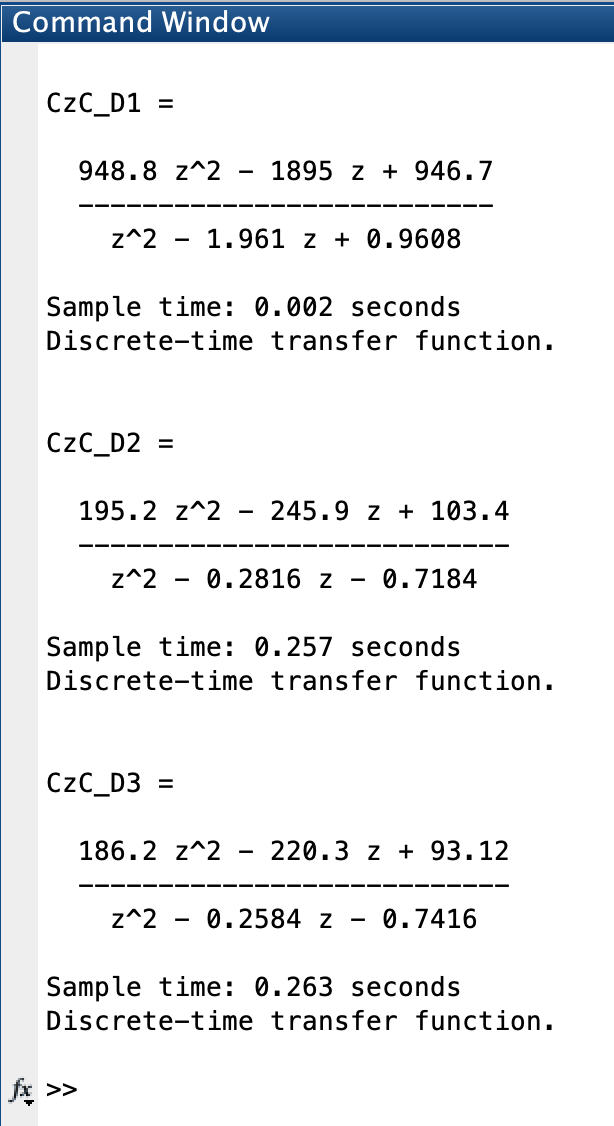 Command Window
CzC_D1 =
948.8 z^2 - 1895 z + 946.7
--------------------------
z^2 - 1.961 z + 0.9608
Sample time: 0.002 seconds
Discrete-time transfer function.
CzC_D2 =
195.2 z^2 - 245.9 z + 103.4
---------------------------
z^2 - 0.2816 z - 0.7184
Sample time: 0.257 seconds
Discrete-time transfer function.
CzC_D3 =
186.2 z^2 - 220.3 z + 93.12
---------------------------
z^2 - 0.2584 z - 0.7416
Sample time: 0.263 seconds
Discrete-time transfer function.
fx >>